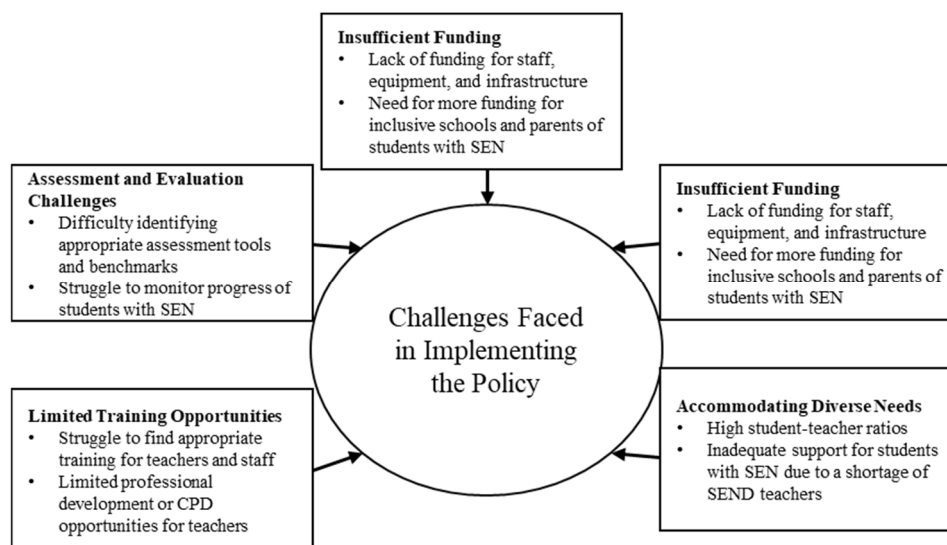 Insufficient Funding
• Lack of funding for staff,
equipment, and infrastructure
• Need for more funding for
inclusive schools and parents of
students with SEN
Assessment and Evaluation
Challenges
• Difficulty identifying
appropriate assessment tools
and benchmarks
• Struggle to monitor progress of
students with SEN
Insufficient Funding
• Lack of funding for staff,
equipment, and infrastructure
• Need for more funding for
inclusive schools and parents of
students with SEN
Challenges Faced
in Implementing
the Policy
Limited Training Opportunities
• Struggle to find appropriate
training for teachers and staff
• Limited professional
development or CPD
opportunities for teachers
Accommodating Diverse Needs
• High student-teacher ratios
• Inadequate support for students
with SEN due to a shortage of
SEND teachers